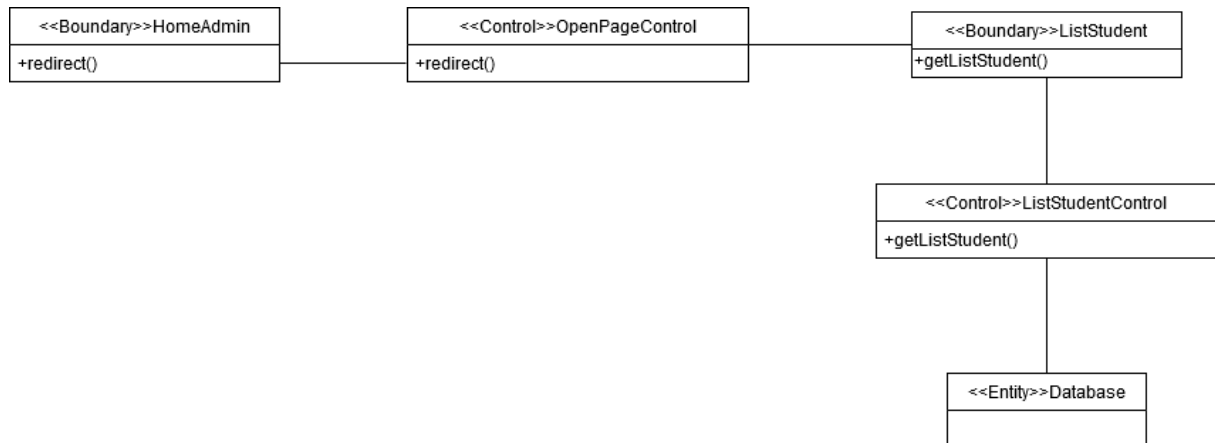 <<Boundary>>HomeAdmin
+redirect()
<<Control>>OpenPageControl
+redirect()
<<Boundary>>ListStudent
+getListStudent()
<<Control>>ListStudentControl
+getListStudent()
<<Entity>>Database